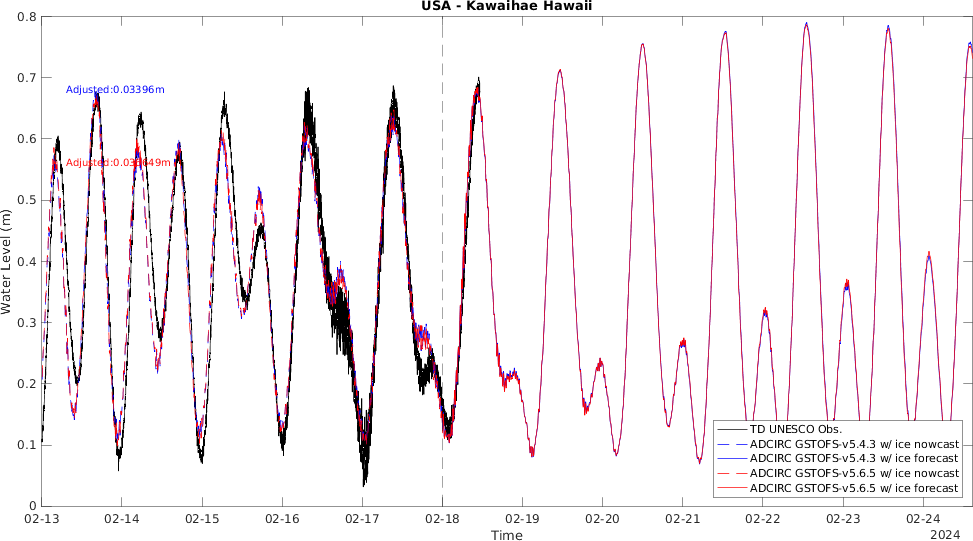 USA - Kawaihae Hawaii
0.8
0.7
0.6
0.5
0.4
0.3
0.2
0.1
0
Water Level (m)
Adjusted:0.03396m
TD UNESCO Obs.
ADCIRC GSTOFS-v5.4.3 w/ ice nowcast
ADCIRC GSTOFS-v5.4.3 w/ ice forecast
ADCIRC GSTOFS-v5.6.5 w/ ice nowcast
ADCIRC GSTOFS-v5.6.5 w/ ice forecast
02-13 02-14 02-15 02-16 02-17 02-18 02-19 02-20 02-21 02-22 02-23 02-24
Time
2024